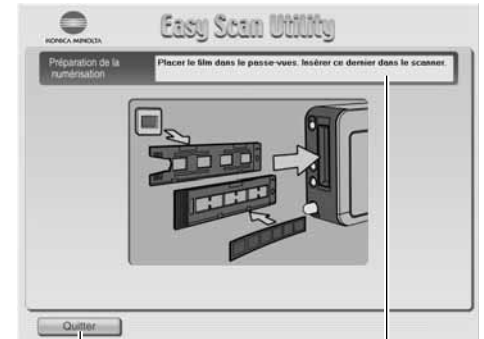 Easy Scan Utility
KONICA MINOLTA
Préparation de la
numérisation
Placer le film dans le passe-vues. Insérer ce dernier dans le scanner.
Quitter